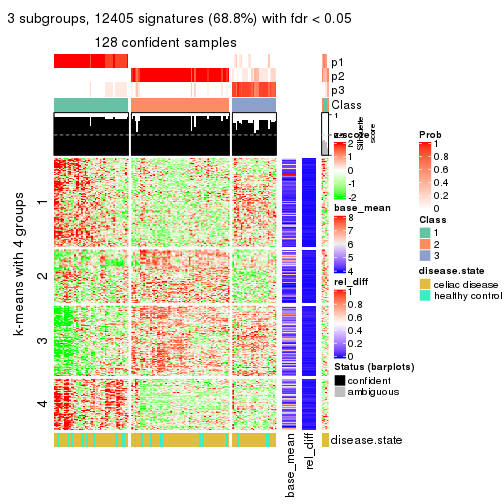 3 subgroups, 12405 signatures (68.8%) with fdr < 0.05
128 confident samples
p1
p2
p3
Class
1
Silhouette
score
k-means with 4 groups
1
2
3
4
z-score
2
1
0
-1
-2
base_mean
8
7
6
5
4
rel_diff
1
0.8
0.6
0.4
0.2
0
Status (barplots)
confident
ambiguous
Prob
1
0.8
0.6
0.4
0.2
0
Class
1
2
3
disease.state
celiac disease
healthy control
disease.state
base_mean
rel_diff